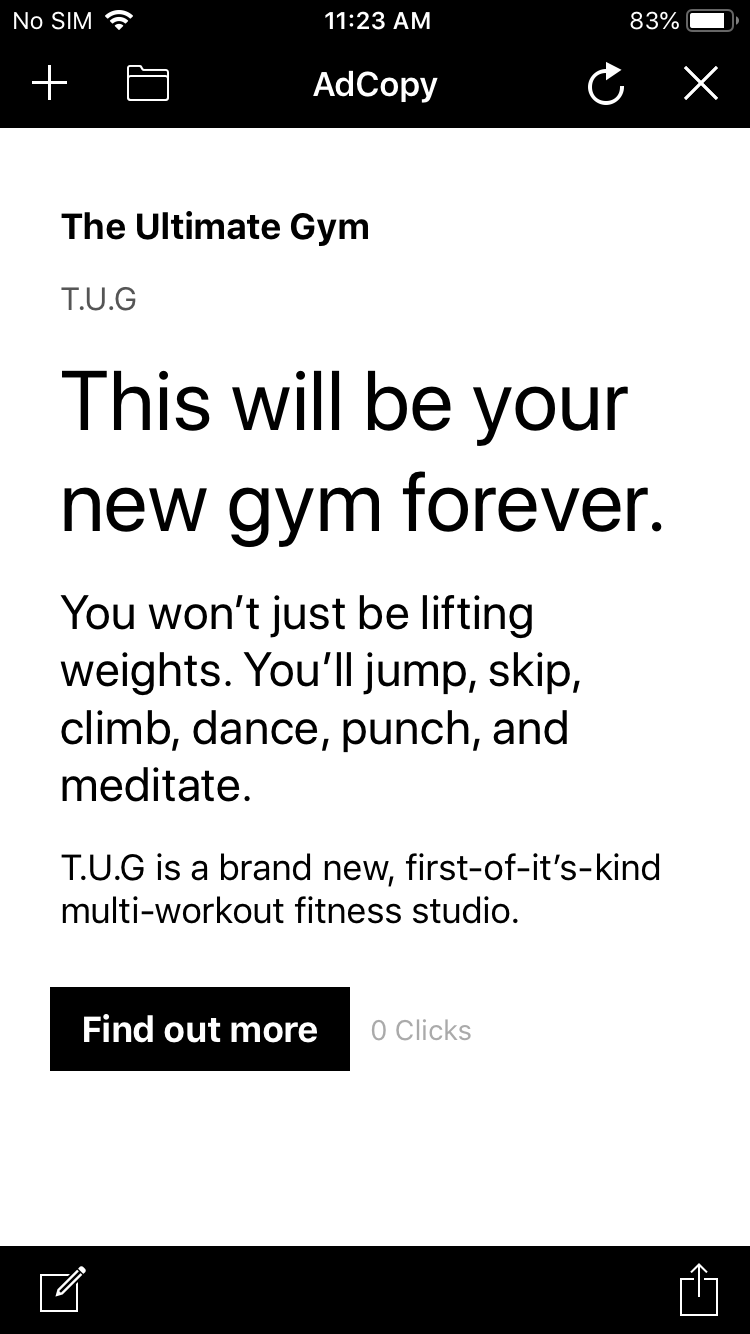 No SIM 11:23 AM 83%
AdCopy
The Ultimate Gym
T.U.G
This will be your
new gym forever.
You won’t just be lifting
weights. You’ll jump, skip,
climb, dance, punch, and
meditate.
T.U.G is a brand new, first-of-it’s-kind
multi-workout fitness studio.
Find out more 0 Clicks